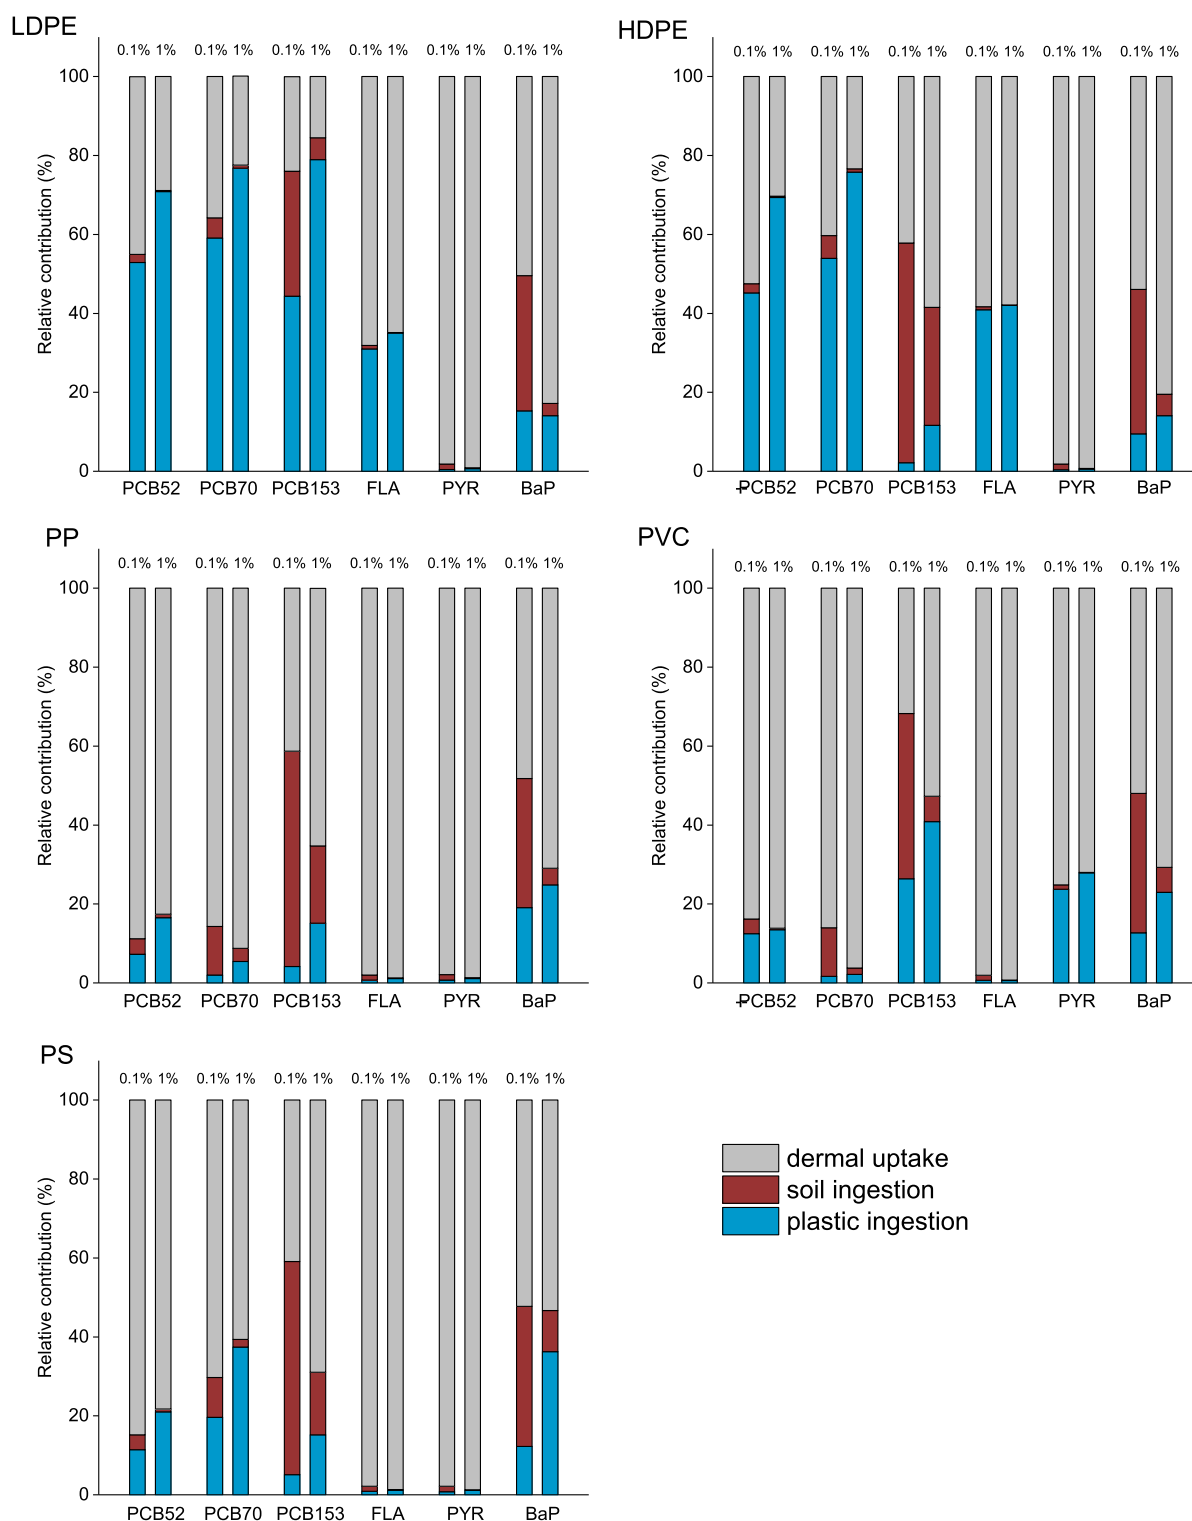 LDPE
0.1% 1% 0.1% 1% 0.1% 1% 0.1% 1% 0.1% 1% 0.1% 1%
100
80
60
40
20
0
Relative contribution (%)
PCB52 PCB70 PCB153 FLA PYR BaP
HDPE
0.1% 1% 0.1% 1% 0.1% 1% 0.1% 1% 0.1% 1% 0.1% 1%
100
80
60
40
20
0
Relative contribution (%)
PCB52 PCB70 PCB153 FLA PYR BaP
PP
0.1% 1% 0.1% 1% 0.1% 1% 0.1% 1% 0.1% 1% 0.1% 1%
100
80
60
40
20
0
Relative contribution (%)
PCB52 PCB70 PCB153 FLA PYR BaP
PVC
0.1% 1% 0.1% 1% 0.1% 1% 0.1% 1% 0.1% 1% 0.1% 1%
100
80
60
40
20
0
Relative contribution (%)
PCB52 PCB70 PCB153 FLA PYR BaP
PS
0.1% 1% 0.1% 1% 0.1% 1% 0.1% 1% 0.1% 1% 0.1% 1%
100
80
60
40
20
0
Relative contribution (%)
PCB52 PCB70 PCB153 FLA PYR BaP
dermal uptake
soil ingestion
plastic ingestion